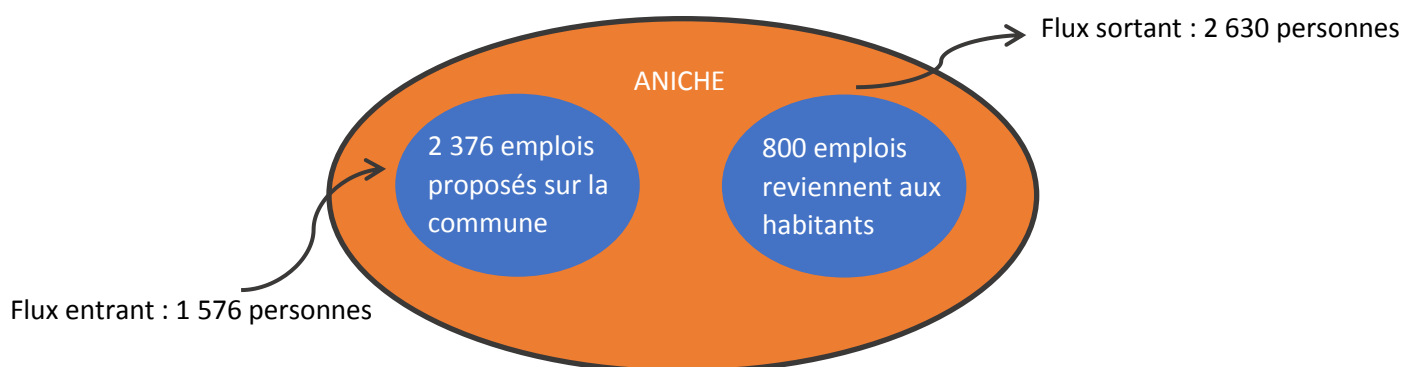 Flux sortant : 2 630 personnes
ANICHE
2 376 emplois
proposés sur la
commune
800 emplois
reviennent aux
habitants
Flux entrant : 1 576 personnes